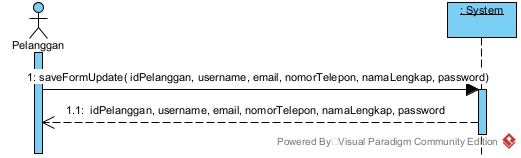 : System
Pelanggan
1: saveFormUpdate( idPelanggan, username, email, nomorTelepon, namaLengkap, password)
1.1: idPelanggan, username, email, nomorTelepon, namaLengkap, password
Powered By Visual Paradigm Community Edition